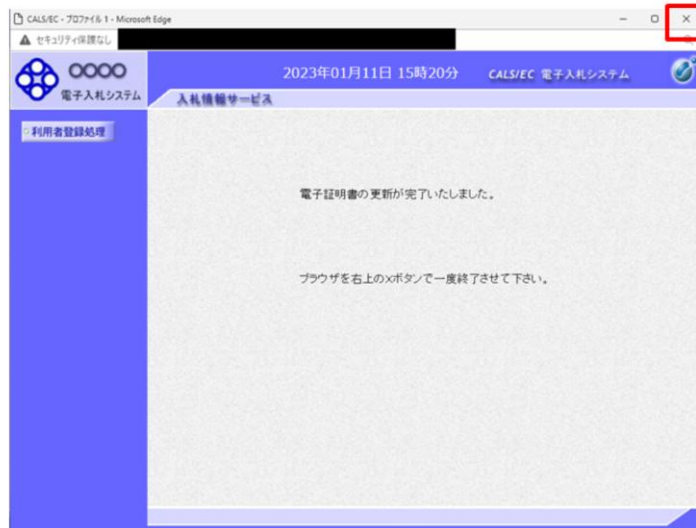 CALS/EC - プロファイル 1 - Microsoft Edge
セキュリティ保護なし
OOOO
電子入札システム
2023年01月11日 15時20分
CALS/EC 電子入札システム
入札情報サービス
利用者登録処理
電子証明書の更新が完了いたしました。
ブラウザを右上の×ボタンで一度終了させて下さい。